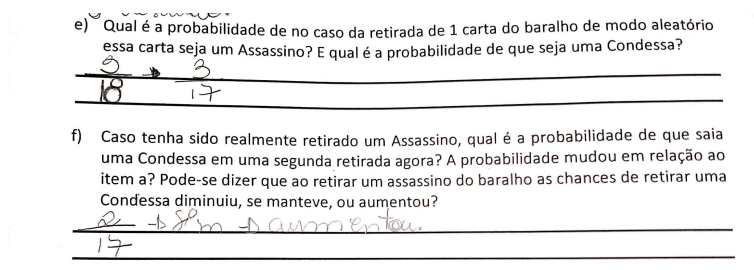 e) Qual é a probabilidade de no caso da retirada de 1 carta do baralho de modo aleatório
essa carta seja um Assassino? E qual é a probabilidade de que seja uma Condessa?
3/18 → 3/17
f) Caso tenha sido realmente retirado um Assassino, qual é a probabilidade de que saia
uma Condessa em uma segunda retirada agora? A probabilidade mudou em relação ao
item a? Pode-se dizer que ao retirar um assassino do baralho as chances de retirar uma
Condessa diminuiu, se manteve, ou aumentou?
2/17 → Sim → aumentou.